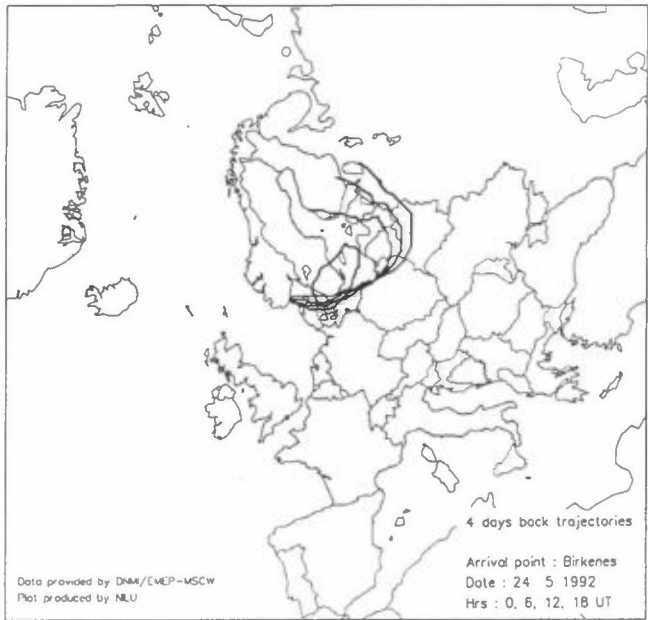 4 days back trajectories
Arrival point : Birkenes
Date : 24 5 1992
Hrs : 0, 6, 12, 18 UT
Data provided by DNMI/EMEP-MSCW
Plot produced by NILU